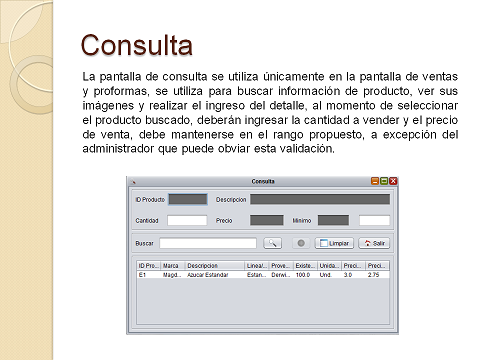 Consulta
La pantalla de consulta se utiliza únicamente en la pantalla de ventas
y proformas, se utiliza para buscar información de producto, ver sus
imágenes y realizar el ingreso del detalle, al momento de seleccionar
el producto buscado, deberán ingresar la cantidad a vender y el precio
de venta, debe mantenerse en el rango propuesto, a excepción del
administrador que puede obviar esta validación.
Consulta
ID Producto Descripcion
Cantidad Precio Minimo
Buscar Limpiar Salir
ID Pro... Marca Descripcion Linea/... Prove... Existe... Unida... Preci... Preci...
E1 Magd... Azucar Estandar Estan... Derwi... 100.0 Und. 3.0 2.75